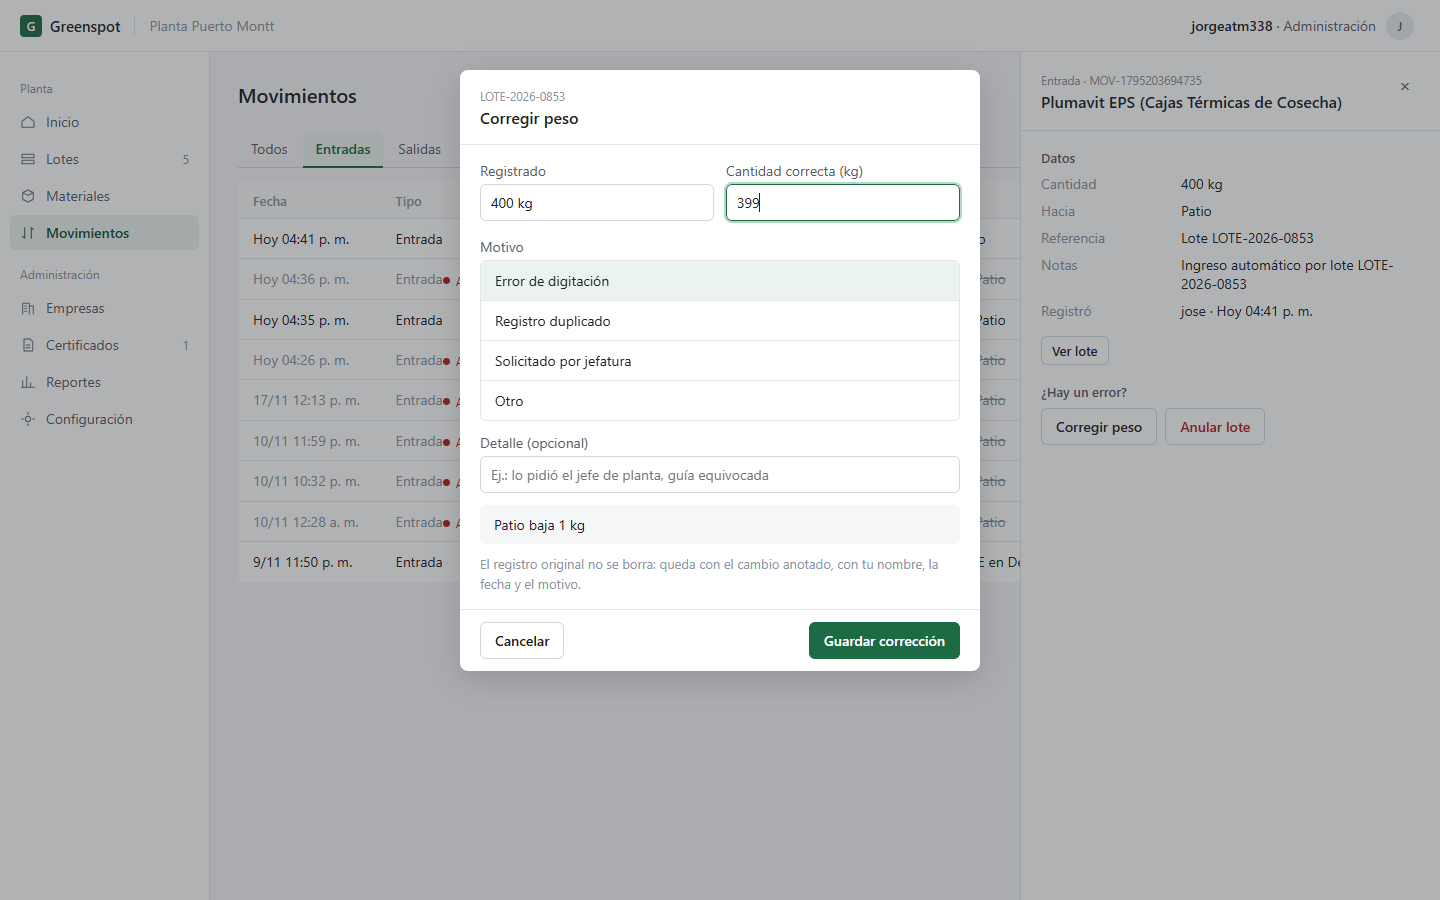 G Greenspot Planta Puerto Montt
jorgeatm338 · Administración J
Planta
Inicio
Lotes 5
Materiales
Movimientos
Administración
Empresas
Certificados 1
Reportes
Configuración
Movimientos
Todos Entradas Salidas
Fecha Tipo
Hoy 04:41 p. m. Entrada
Hoy 04:36 p. m. Entrada Patio
Hoy 04:35 p. m. Entrada Patio
Hoy 04:26 p. m. Entrada Patio
17/11 12:13 p. m. Entrada Patio
10/11 11:59 p. m. Entrada Patio
10/11 10:32 p. m. Entrada Patio
10/11 12:28 a. m. Entrada Patio
9/11 11:50 p. m. Entrada
LOTE-2026-0853
Corregir peso
Registrado
400 kg
Cantidad correcta (kg)
399
Motivo
Error de digitación
Registro duplicado
Solicitado por jefatura
Otro
Detalle (opcional)
Ej.: lo pidió el jefe de planta, guía equivocada
Patio baja 1 kg
El registro original no se borra: queda con el cambio anotado, con tu nombre, la
fecha y el motivo.
Cancelar
Guardar corrección
Entrada · MOV-1795203694735
Plumavit EPS (Cajas Térmicas de Cosecha)
×
Datos
Cantidad 400 kg
Hacia Patio
Referencia Lote LOTE-2026-0853
Notas Ingreso automático por lote LOTE-
2026-0853
Registró jose · Hoy 04:41 p. m.
Ver lote
¿Hay un error?
Corregir peso
Anular lote